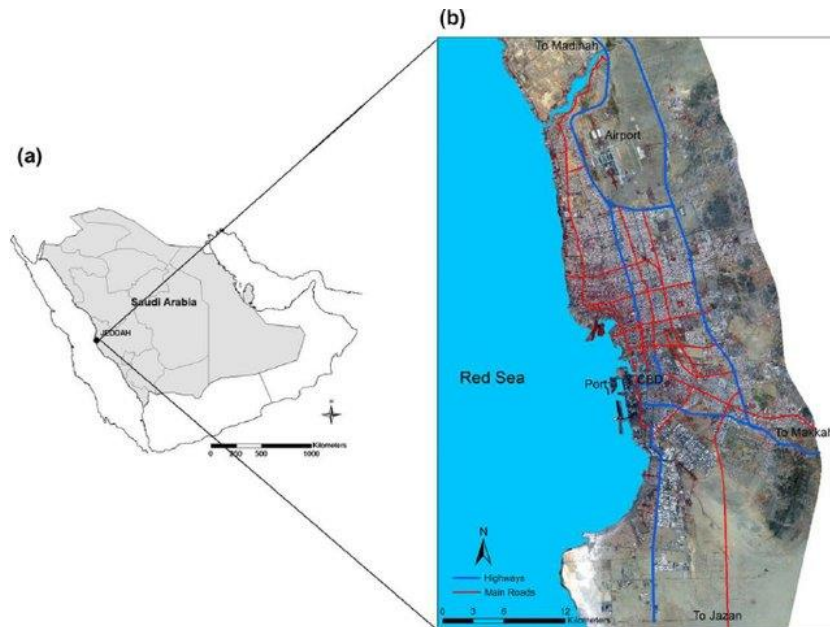 (a)
Saudi Arabia
JEDDAH
N
Kilometers
0 250 500 1000
(b)
To Madinah
Airport
Red Sea
Port
CBD
To Makkah
N
Highways
Main Roads
0 3 6 12
Kilometers
To Jazan